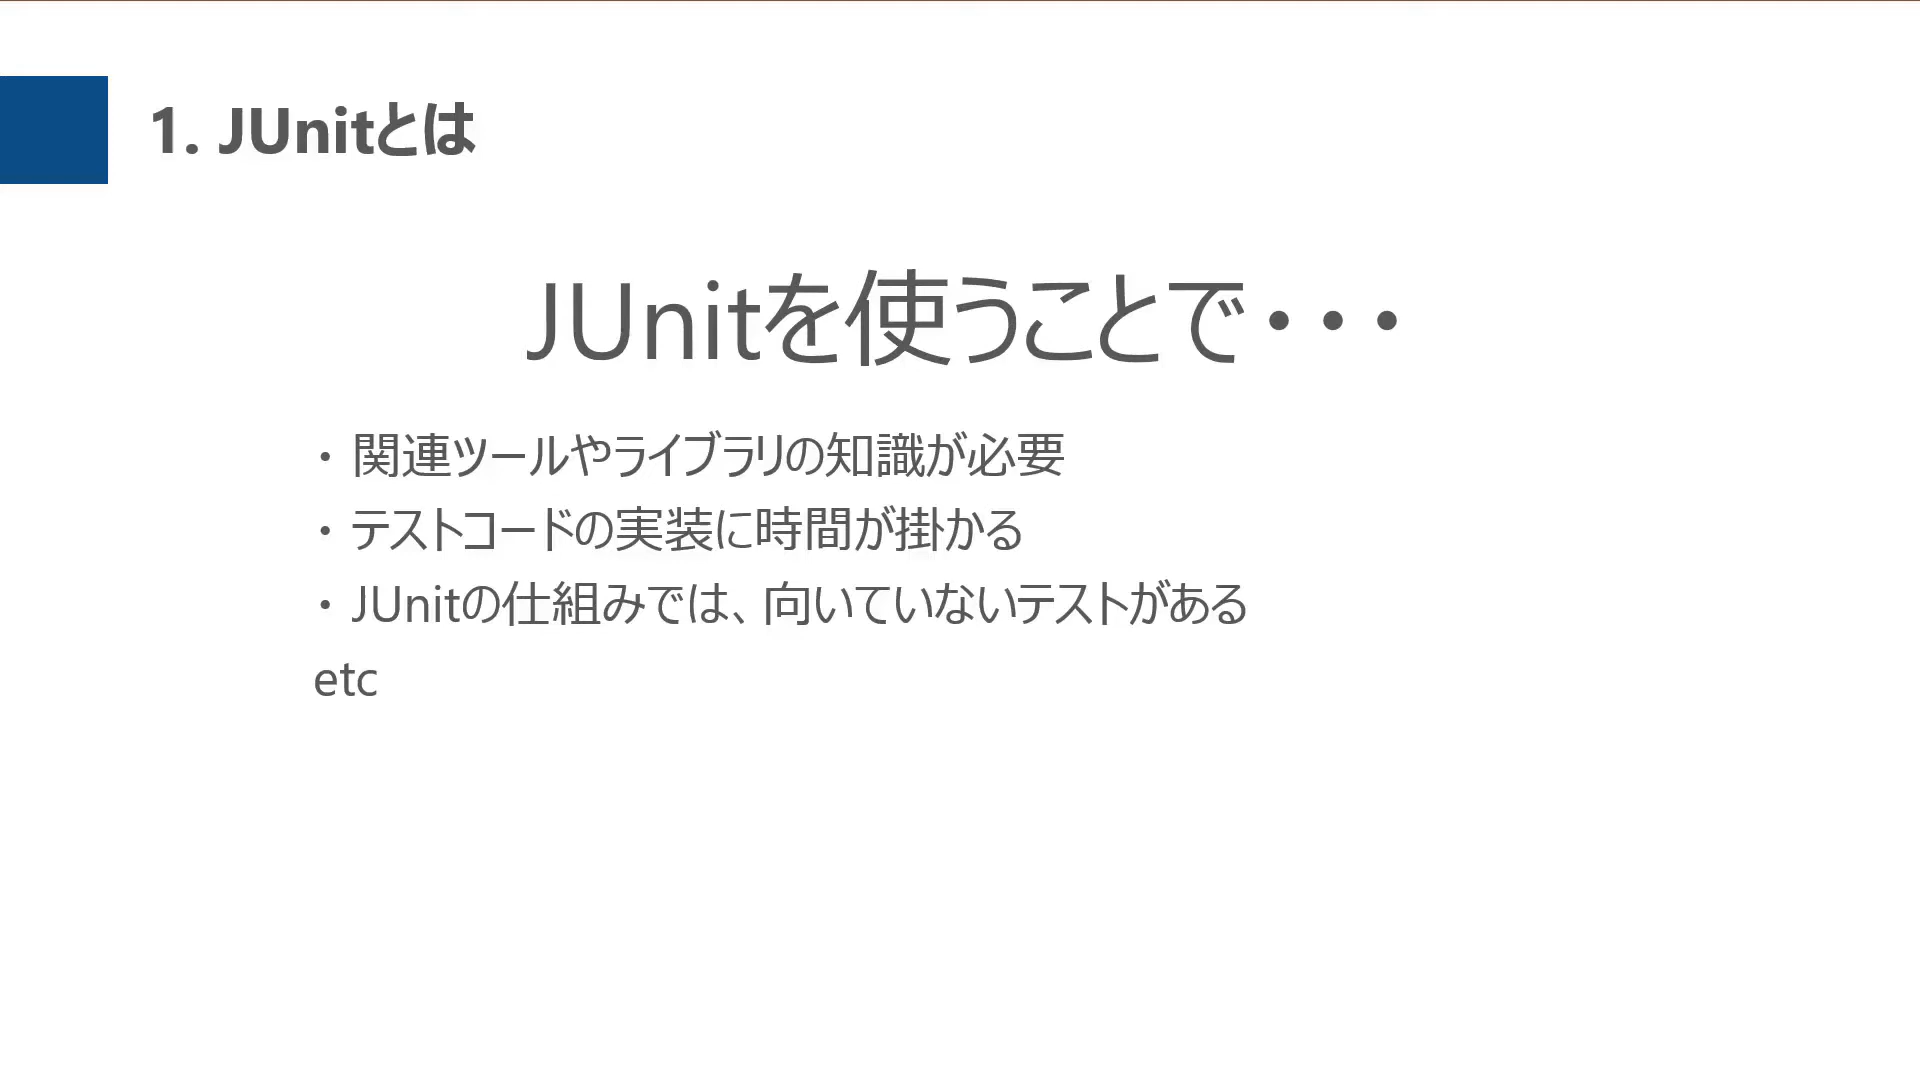 1. JUnitとは
JUnitを使うことで・・・
・ 関連ツールやライブラリの知識が必要
・ テストコードの実装に時間が掛かる
・ JUnitの仕組みでは、向いていないテストがある
etc